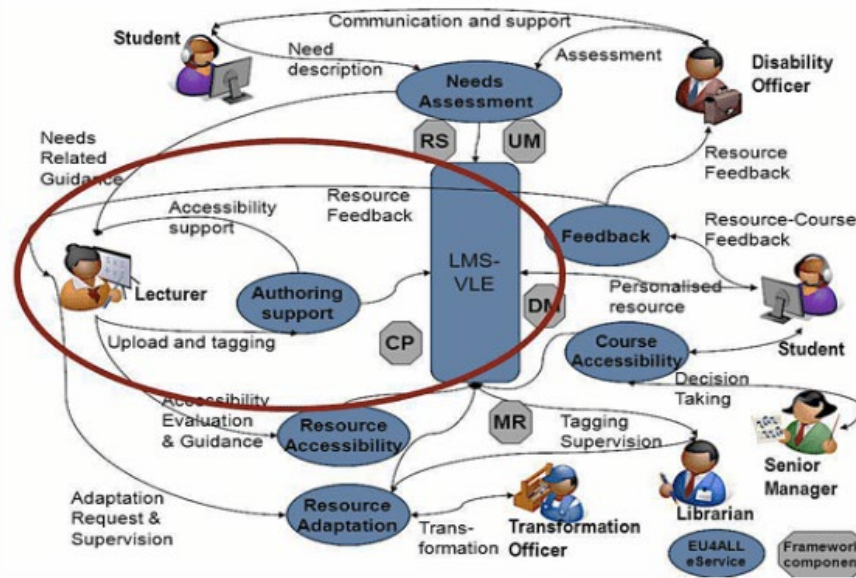 Communication and support
Student
Need
description
Assessment
Needs
Assessment
Disability
Officer
RS
UM
Needs
Related
Guidance
Resource
Feedback
Accessibility
support
Resource
Feedback
Feedback
Resource-Course
Feedback
LMS-
VLE
Lecturer
Authoring
support
DM
Personalised
resource
Upload and tagging
CP
Course
Accessibility
Student
Decision
Taking
Accessibility
Evaluation
& Guidance
Resource
Accessibility
MR
Tagging
Supervision
Senior
Manager
Adaptation
Request &
Supervision
Resource
Adaptation
Trans-
formation
Transformation
Officer
Librarian
EU4ALL
eService
Framework
component